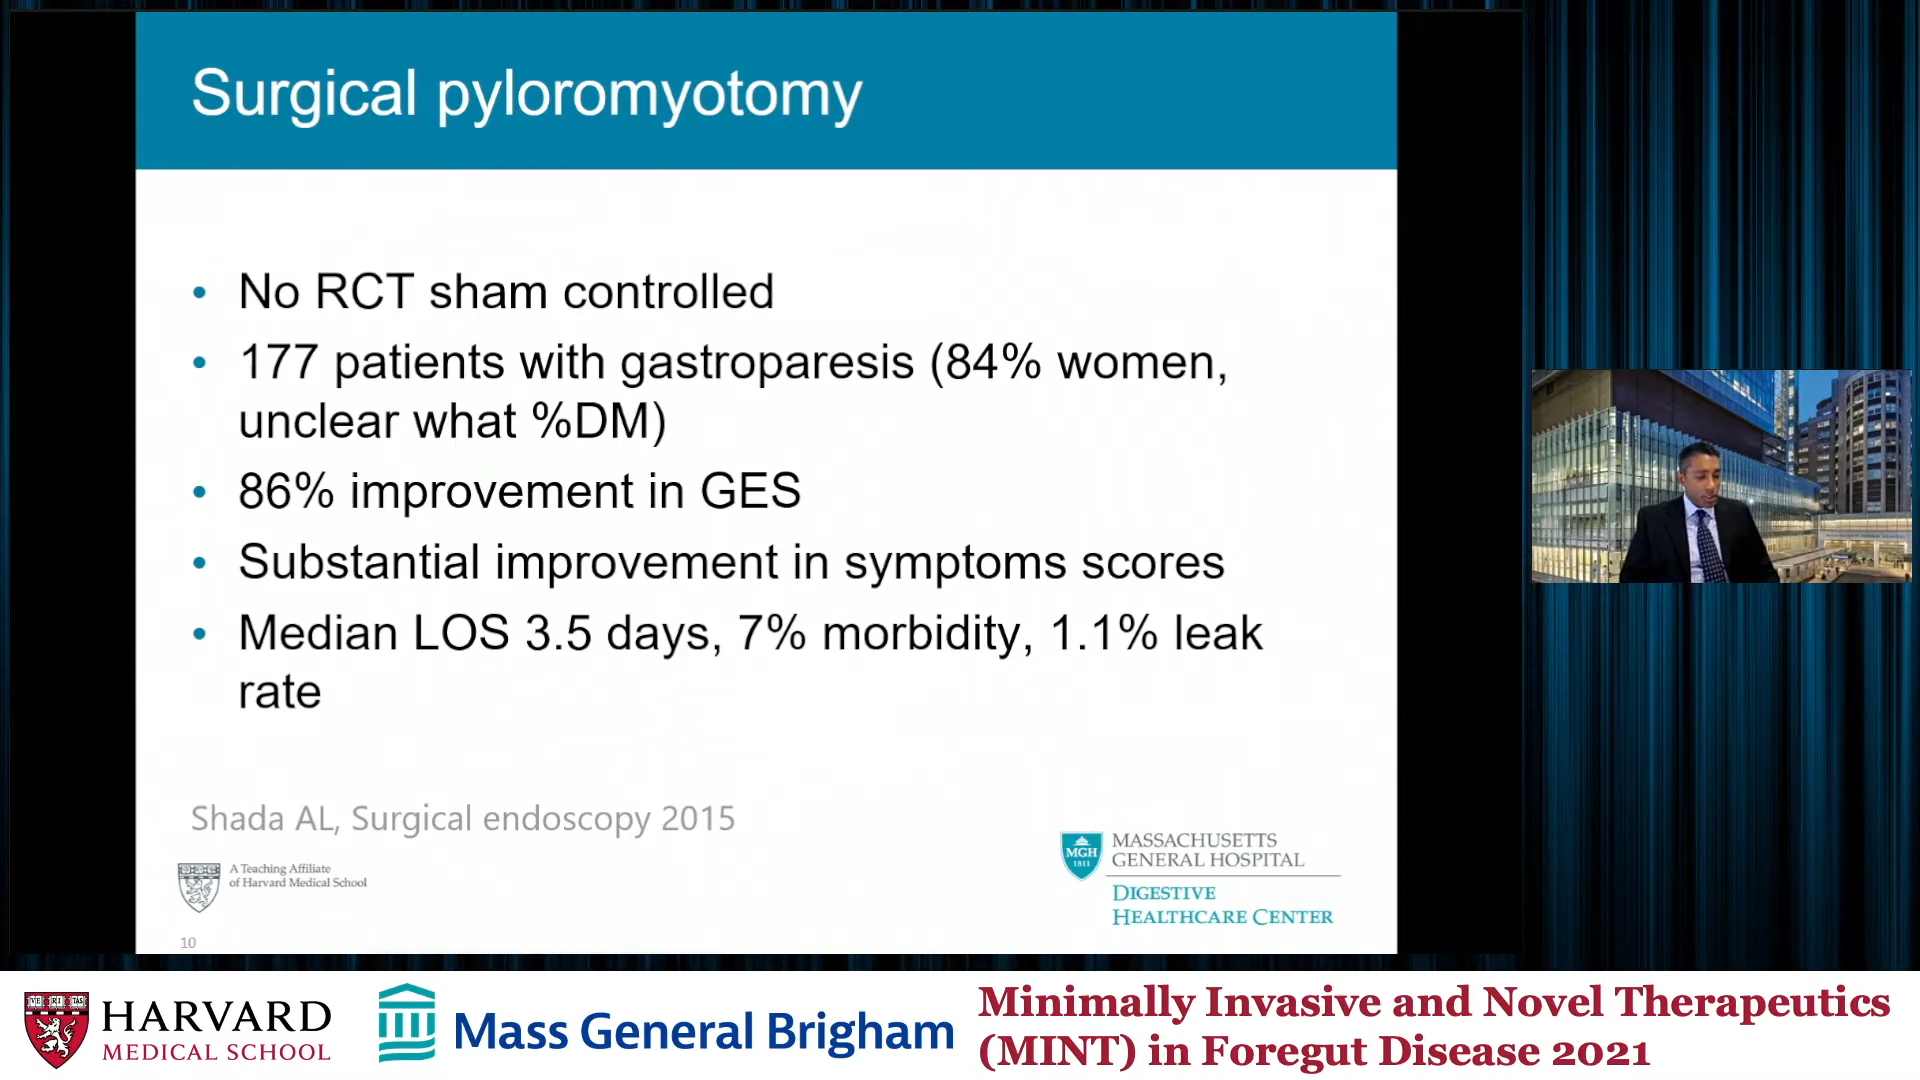 Surgical pyloromyotomy
• No RCT sham controlled
• 177 patients with gastroparesis (84% women,
unclear what %DM)
• 86% improvement in GES
• Substantial improvement in symptoms scores
• Median LOS 3.5 days, 7% morbidity, 1.1% leak
rate
Shada AL, Surgical endoscopy 2015
A Teaching Affiliate
of Harvard Medical School
MGH
1811
MASSACHUSETTS
GENERAL HOSPITAL
DIGESTIVE
HEALTHCARE CENTER
10
VE RI TAS
HARVARD
MEDICAL SCHOOL
Mass General Brigham
Minimally Invasive and Novel Therapeutics
(MINT) in Foregut Disease 2021